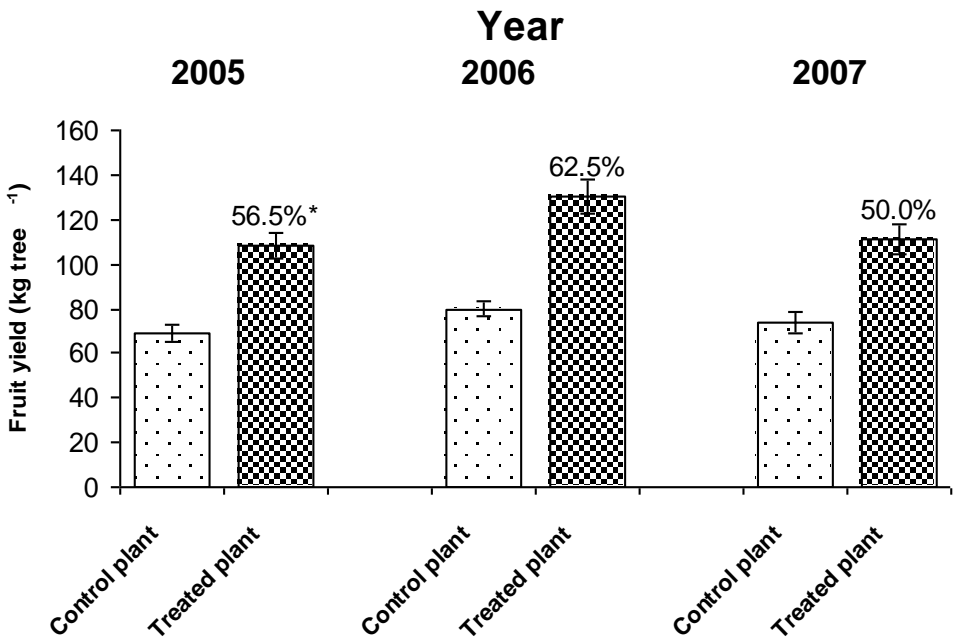 Year
2005 2006 2007
Fruit yield (kg tree -1)
160
140
120
100
80
60
40
20
0
56.5%*
62.5%
50.0%
Control plant
Treated plant
Control plant
Treated plant
Control plant
Treated plant